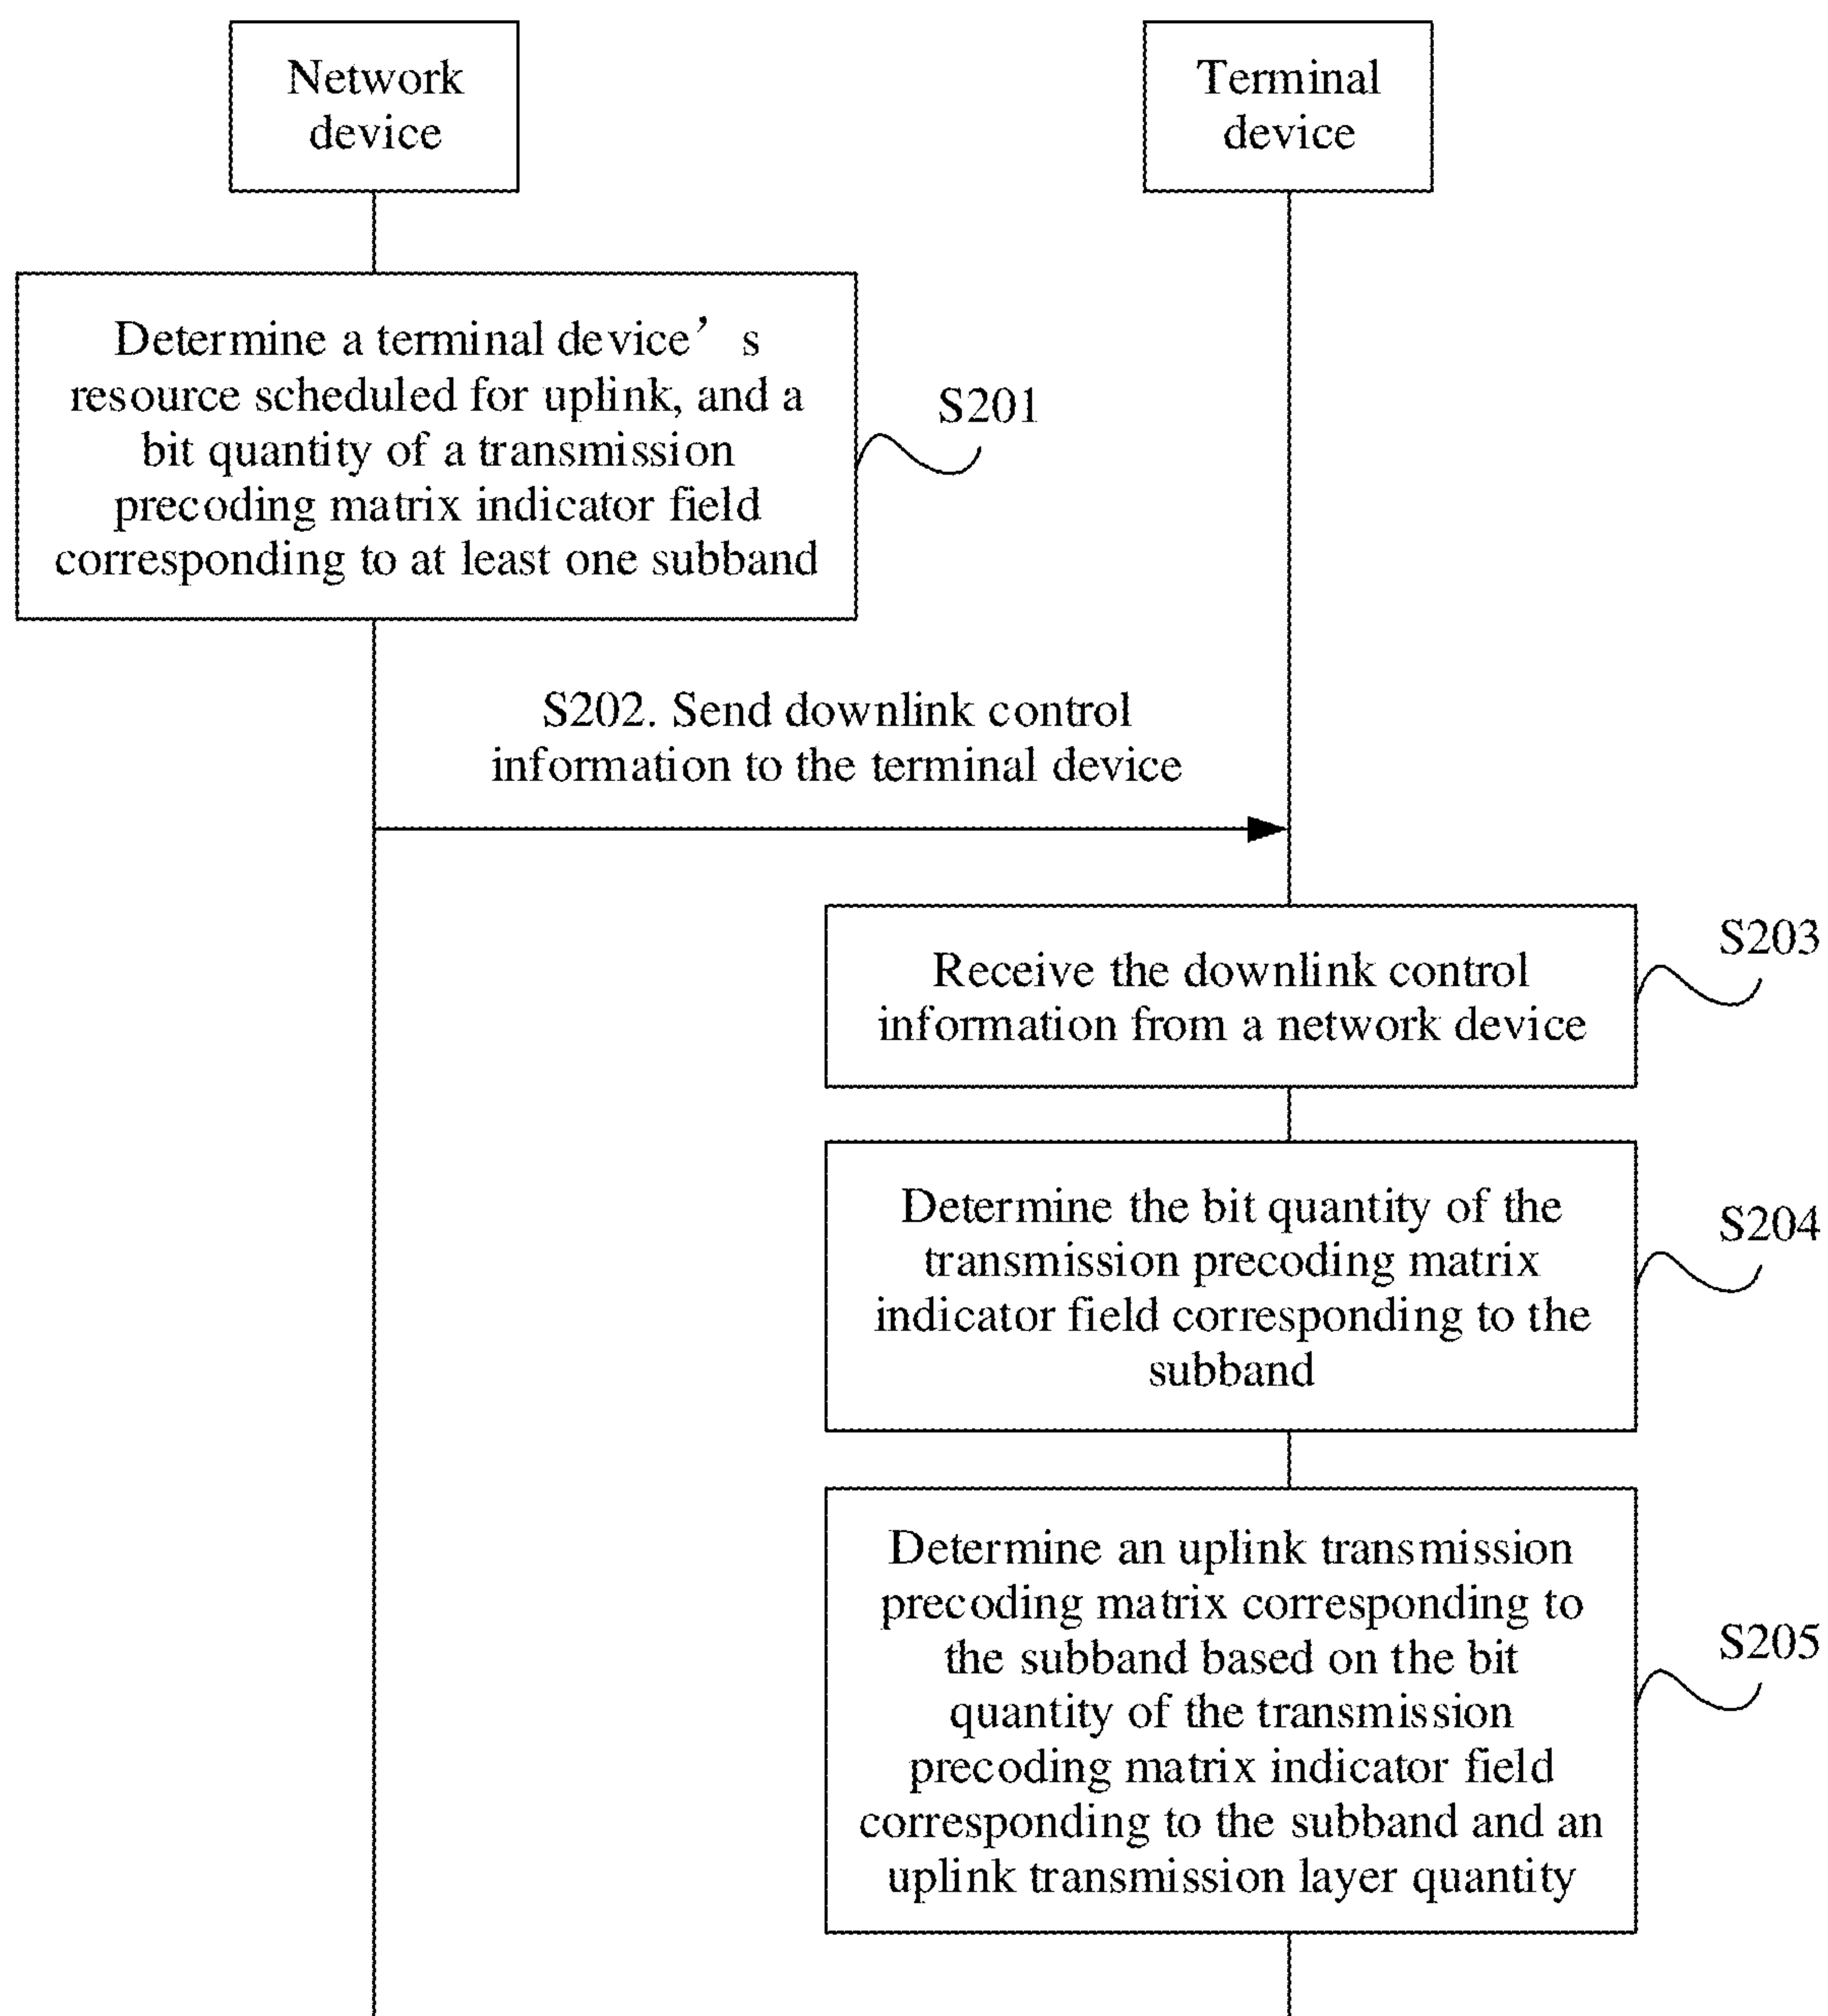 Network
device
Terminal
device
Determine a terminal device’ s
resource scheduled for uplink, and a
bit quantity of a transmission
precoding matrix indicator field
corresponding to at least one subband
S201
S202. Send downlink control
information to the terminal device
Receive the downlink control
information from a network device
S203
Determine the bit quantity of the
transmission precoding matrix
indicator field corresponding to the
subband
S204
Determine an uplink transmission
precoding matrix corresponding to
the subband based on the bit
quantity of the transmission
precoding matrix indicator field
corresponding to the subband and an
uplink transmission layer quantity
S205